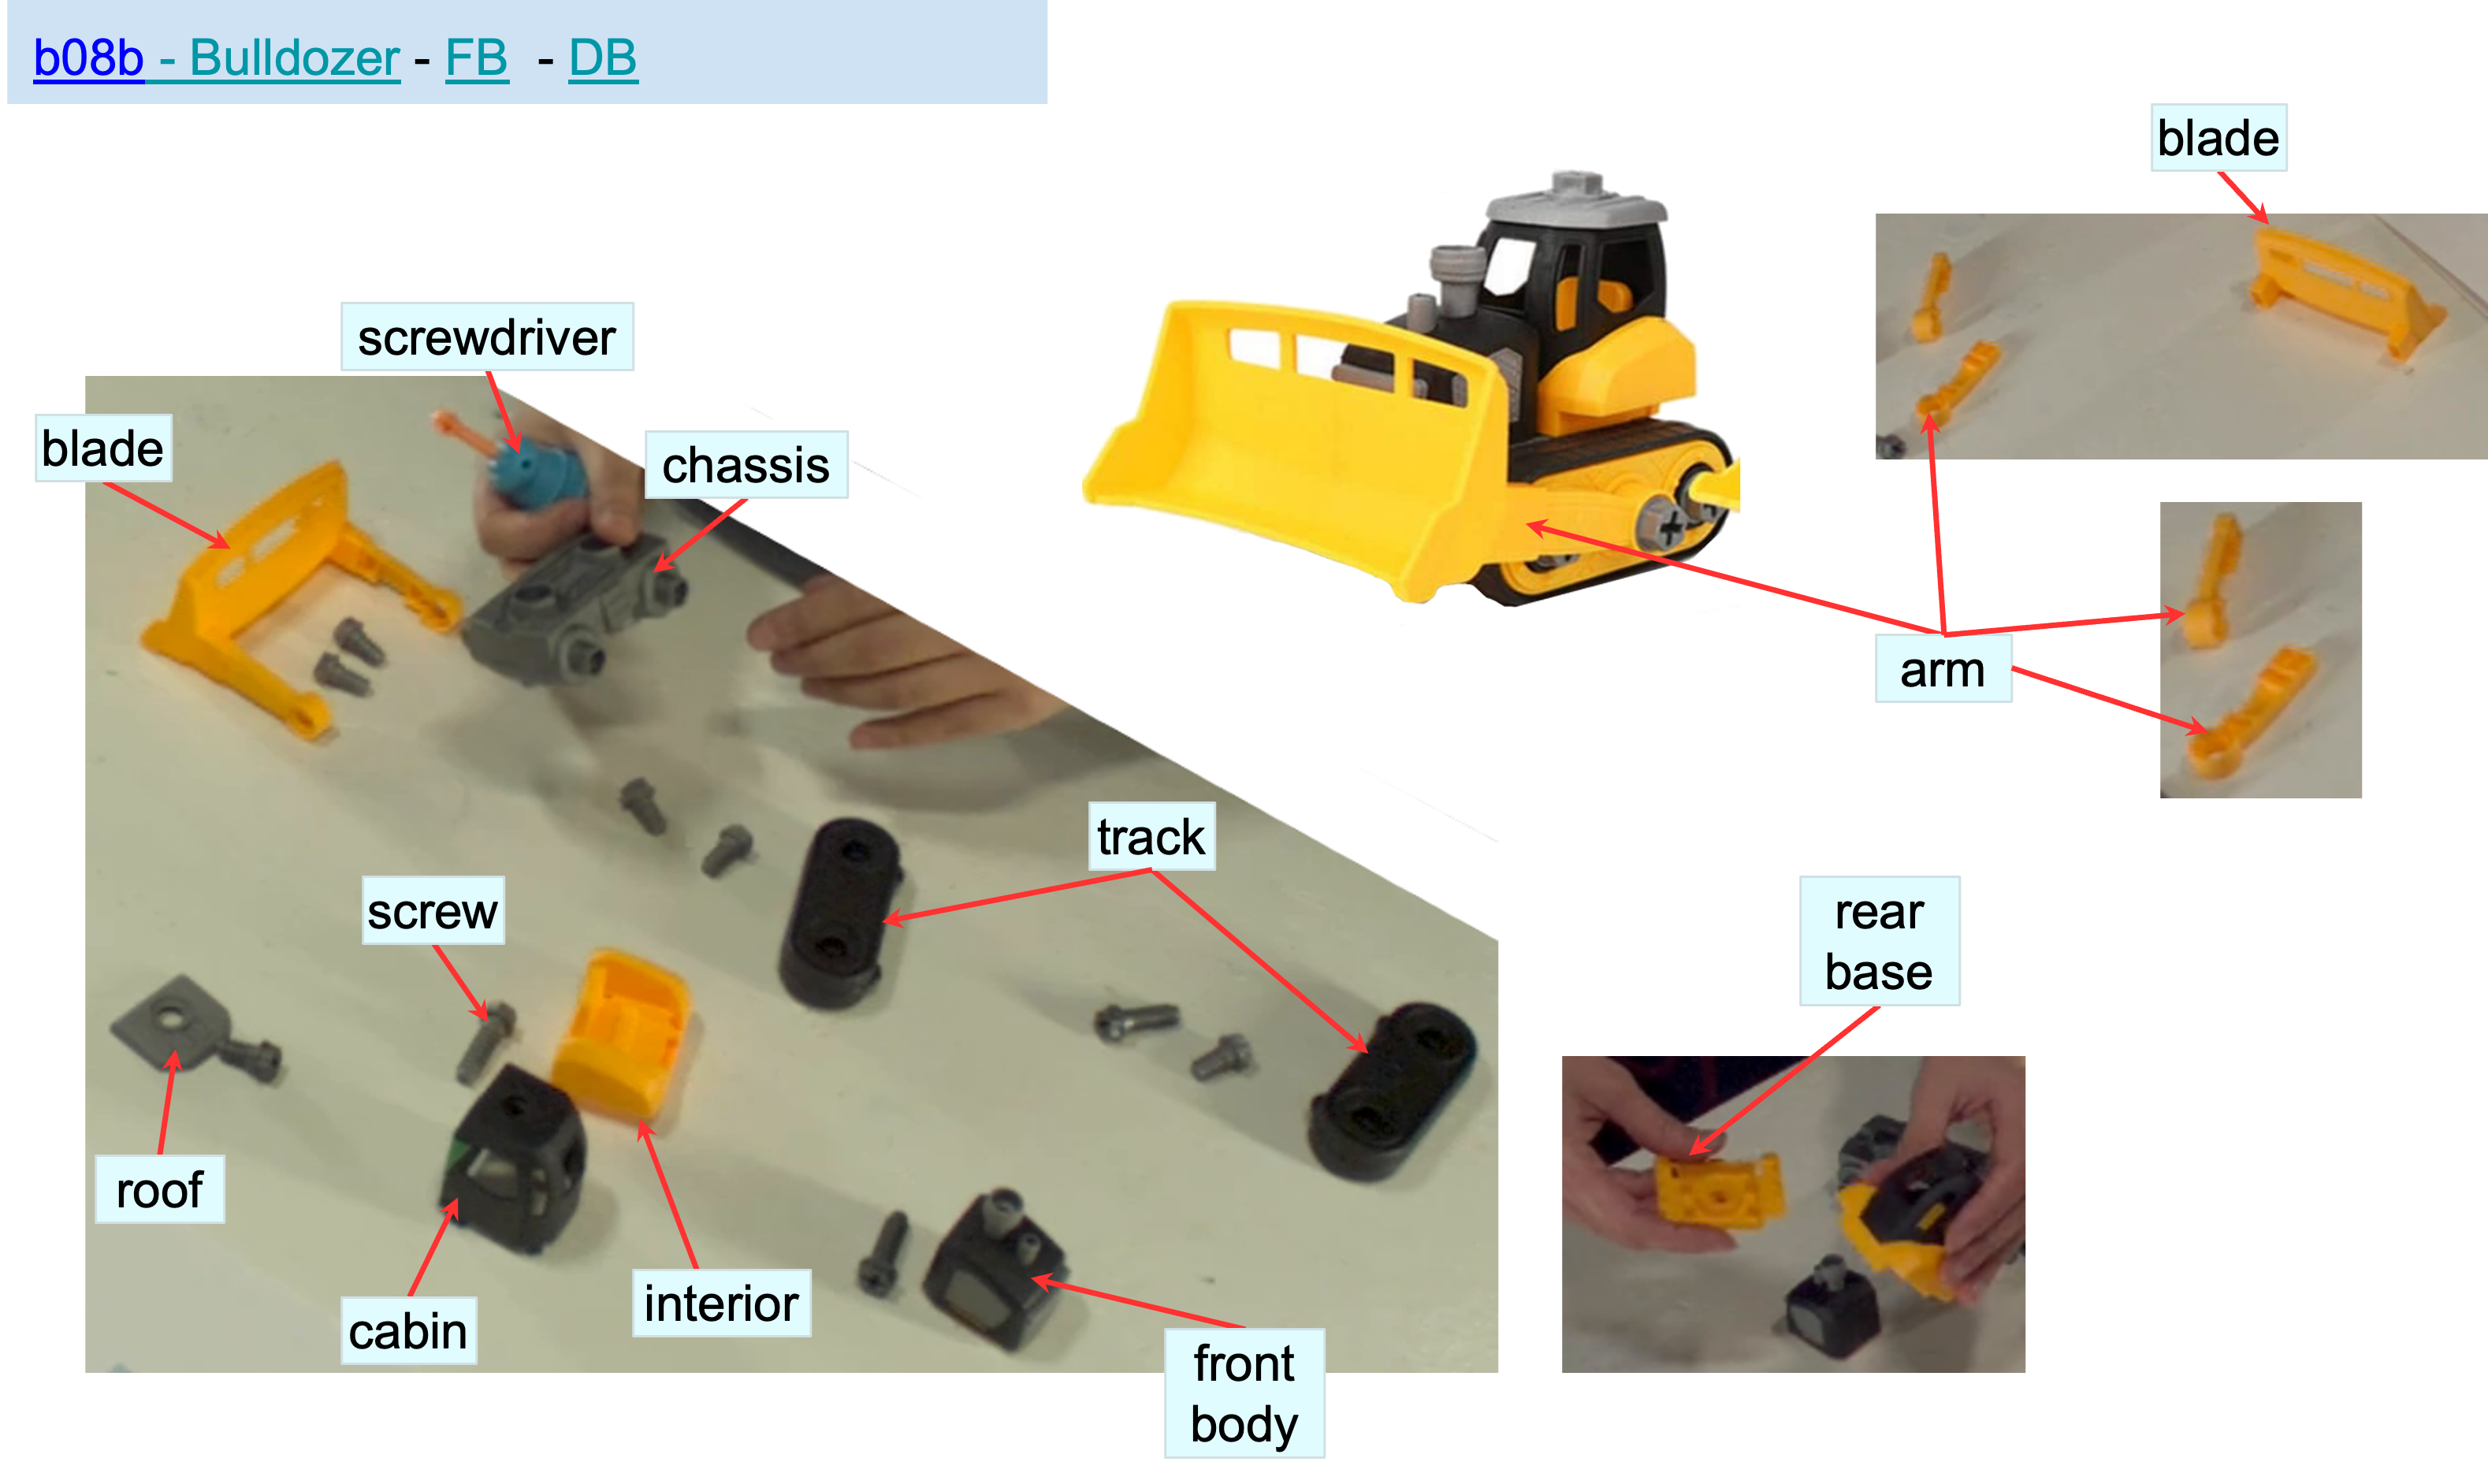 b08b - Bulldozer - FB - DB
blade
screwdriver
blade
chassis
arm
track
screw
rear
base
roof
interior
cabin
front
body